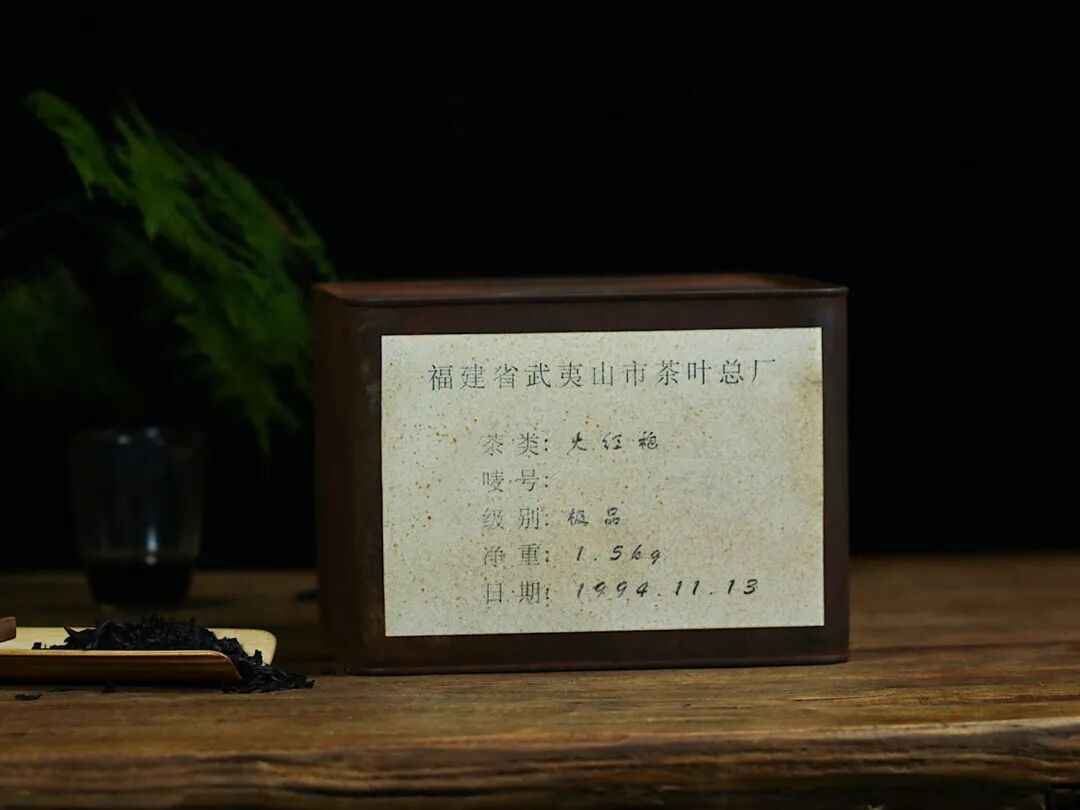 福建省武夷山市茶叶总厂
茶类：大红袍
唛号：
级别：极品
净重：1.5kg
日期：1994.11.13